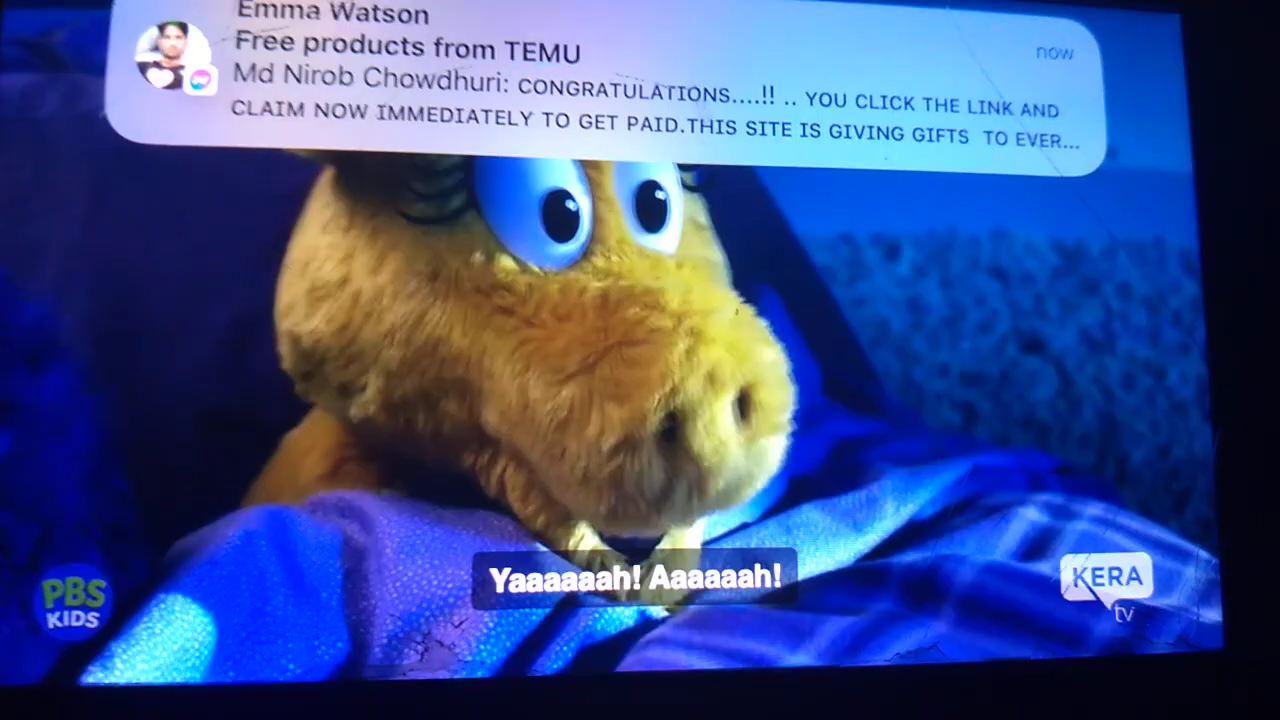 Emma Watson
Free products from TEMU
now
Md Nirob Chowdhuri: CONGRATULATIONS....!! .. YOU CLICK THE LINK AND
CLAIM NOW IMMEDIATELY TO GET PAID.THIS SITE IS GIVING GIFTS TO EVER...
Yaaaaaah! Aaaaaah!
PBS
KIDS
KERA
tv